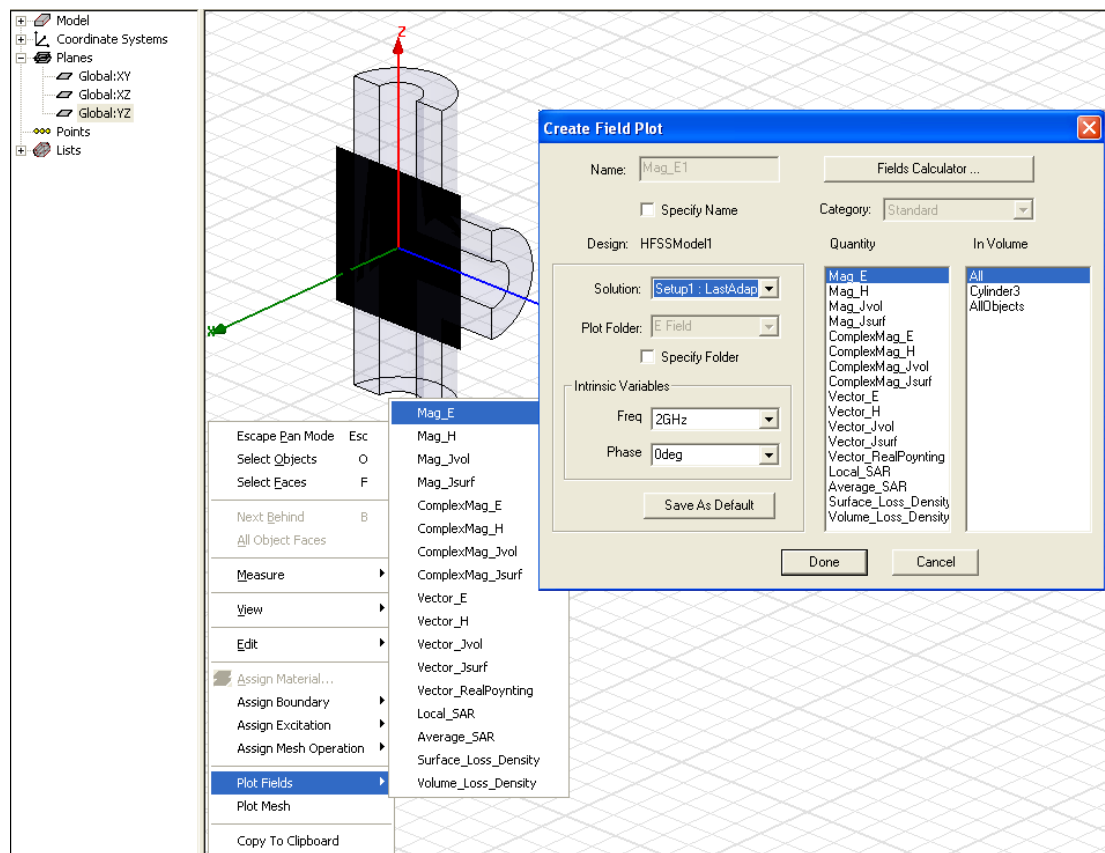 Model
Coordinate Systems
Planes
Global:XY
Global:XZ
Global:YZ
Points
Lists
Z
Create Field Plot
Name:
Mag_E1
Fields Calculator ...
Specify Name
Category:
Standard
Design:
HFSSModel1
Quantity
In Volume
Solution:
Setup1 : LastAdap
Plot Folder:
E Field
Specify Folder
Intrinsic Variables
Freq
2GHz
Phase
0deg
Save As Default
Mag_E
Mag_H
Mag_Jvol
Mag_Jsurf
ComplexMag_E
ComplexMag_H
ComplexMag_Jvol
ComplexMag_Jsurf
Vector_E
Vector_H
Vector_Jvol
Vector_Jsurf
Vector_RealPoynting
Local_SAR
Average_SAR
Surface_Loss_Density
Volume_Loss_Density
All
Cylinder3
AllObjects
Done
Cancel
Escape Pan Mode Esc
Select Objects O
Select Faces F
Next Behind B
All Object Faces
Measure
View
Edit
Assign Material...
Assign Boundary
Assign Excitation
Assign Mesh Operation
Plot Fields
Plot Mesh
Copy To Clipboard
Mag_E
Mag_H
Mag_Jvol
Mag_Jsurf
ComplexMag_E
ComplexMag_H
ComplexMag_Jvol
ComplexMag_Jsurf
Vector_E
Vector_H
Vector_Jvol
Vector_Jsurf
Vector_RealPoynting
Local_SAR
Average_SAR
Surface_Loss_Density
Volume_Loss_Density